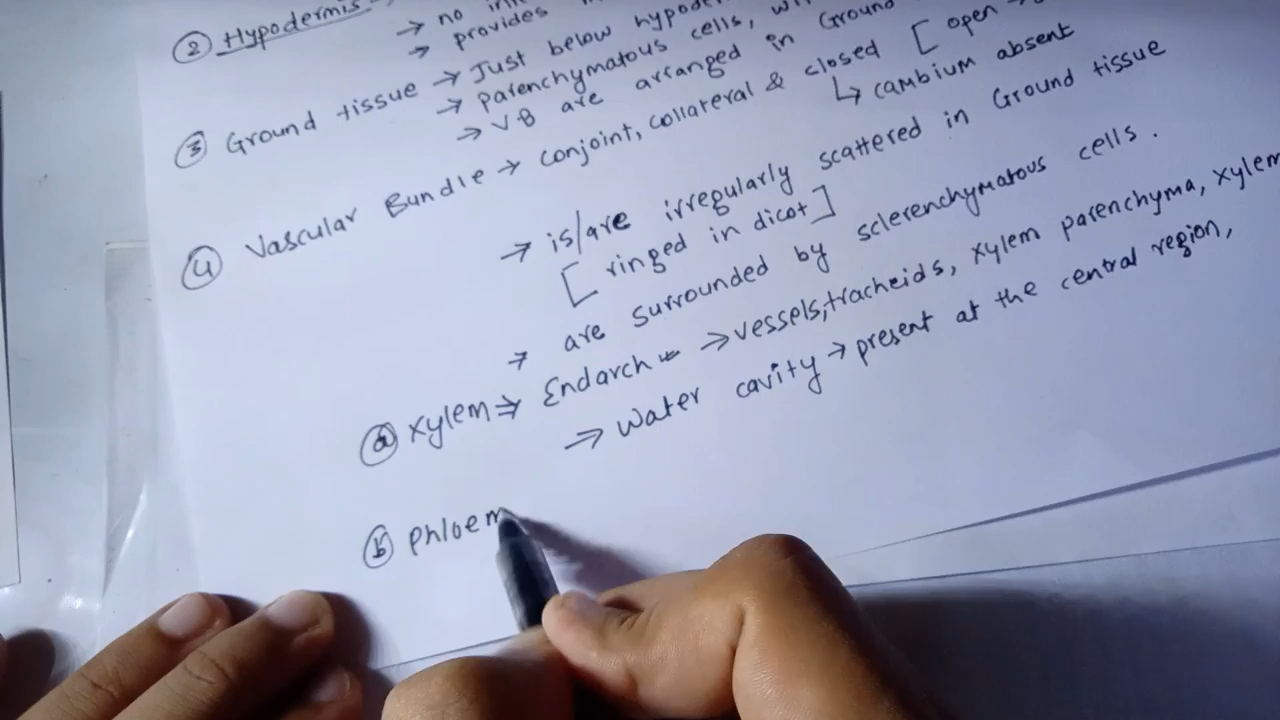 ② Hypodermis
→ no
→ provides
③ Ground tissue → Just below
→ parenchymatous cells,
→ VB are arranged in Ground
④ Vascular Bundle → conjoint, collateral & closed [ open →
↳ cambium absent
→ is/are irregularly scattered in Ground tissue
[ ringed in dicot ]
→ are surrounded by sclerenchymatous cells.
ⓐ Xylem ⇒ Endarch → vessels, tracheids, xylem parenchyma, xylem
→ water cavity → present at the central region,
ⓑ Phloem